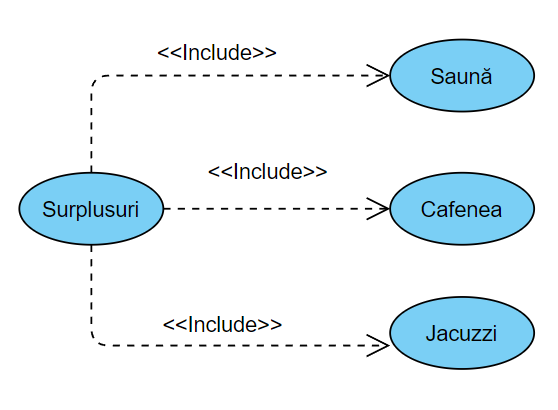 <<Include>>
Saună
<<Include>>
Surplusuri
Cafenea
<<Include>>
Jacuzzi